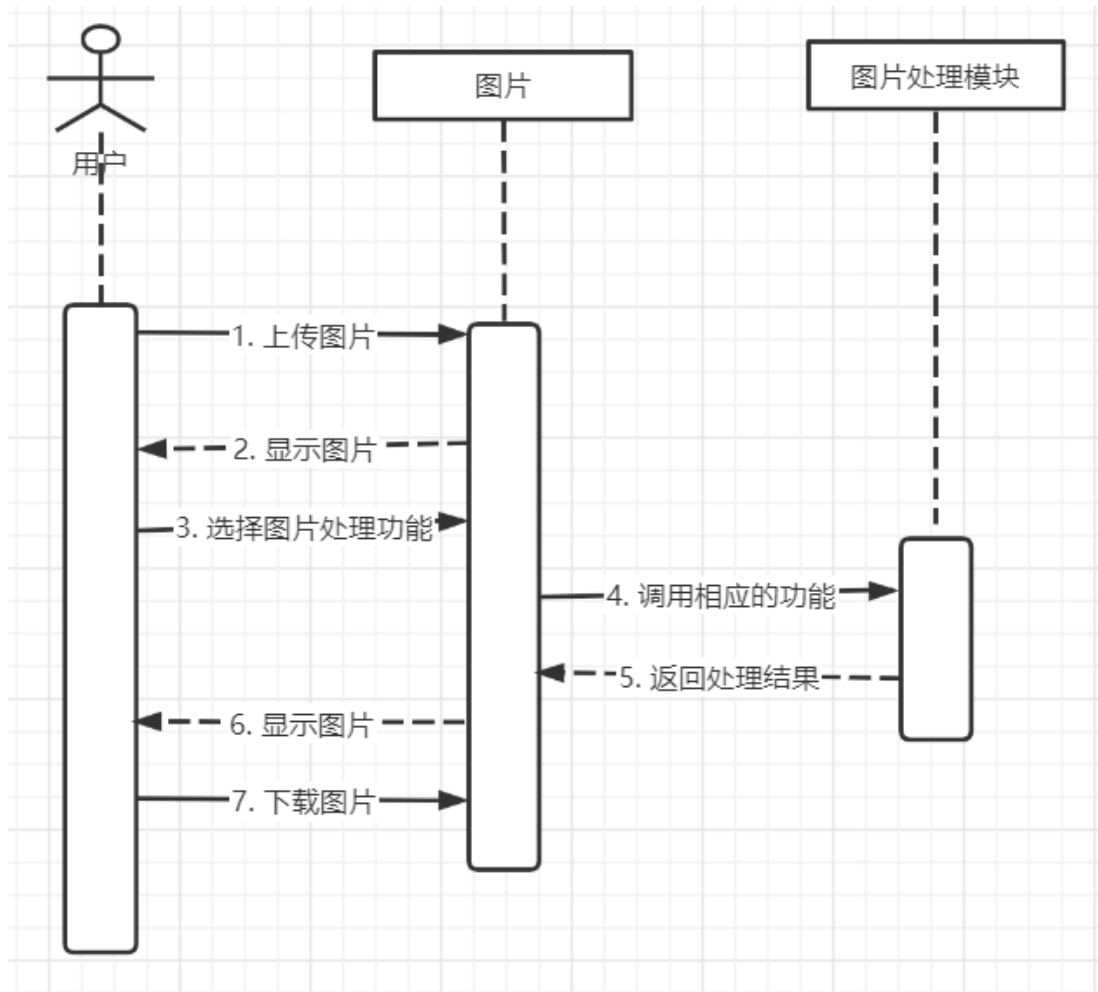 图片
图片处理模块
用户
1. 上传图片
2. 显示图片
3. 选择图片处理功能
4. 调用相应的功能
5. 返回处理结果
6. 显示图片
7. 下载图片